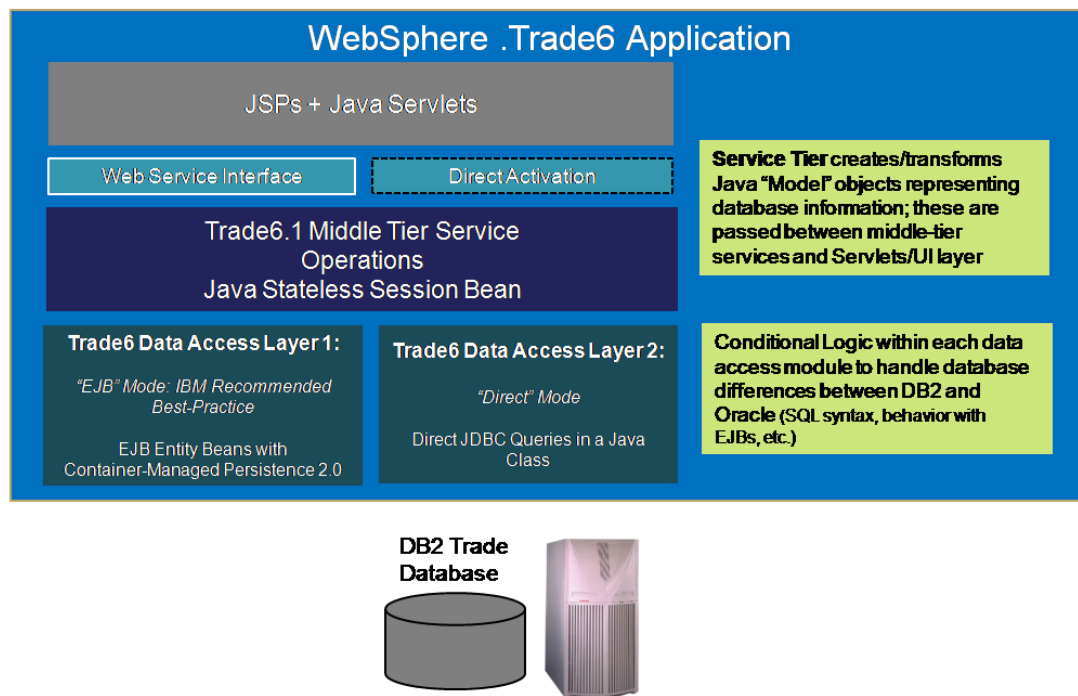 WebSphere .Trade6 Application
JSPs + Java Servlets
Web Service Interface
Direct Activation
Trade6.1 Middle Tier Service
Operations
Java Stateless Session Bean
Service Tier creates/transforms
Java “Model” objects representing
database information; these are
passed between middle-tier
services and Servlets/UI layer
Trade6 Data Access Layer 1:
“EJB” Mode: IBM Recommended
Best-Practice
EJB Entity Beans with
Container-Managed Persistence 2.0
Trade6 Data Access Layer 2:
“Direct” Mode
Direct JDBC Queries in a Java
Class
Conditional Logic within each data
access module to handle database
differences between DB2 and
Oracle (SQL syntax, behavior with
EJBs, etc.)
DB2 Trade
Database